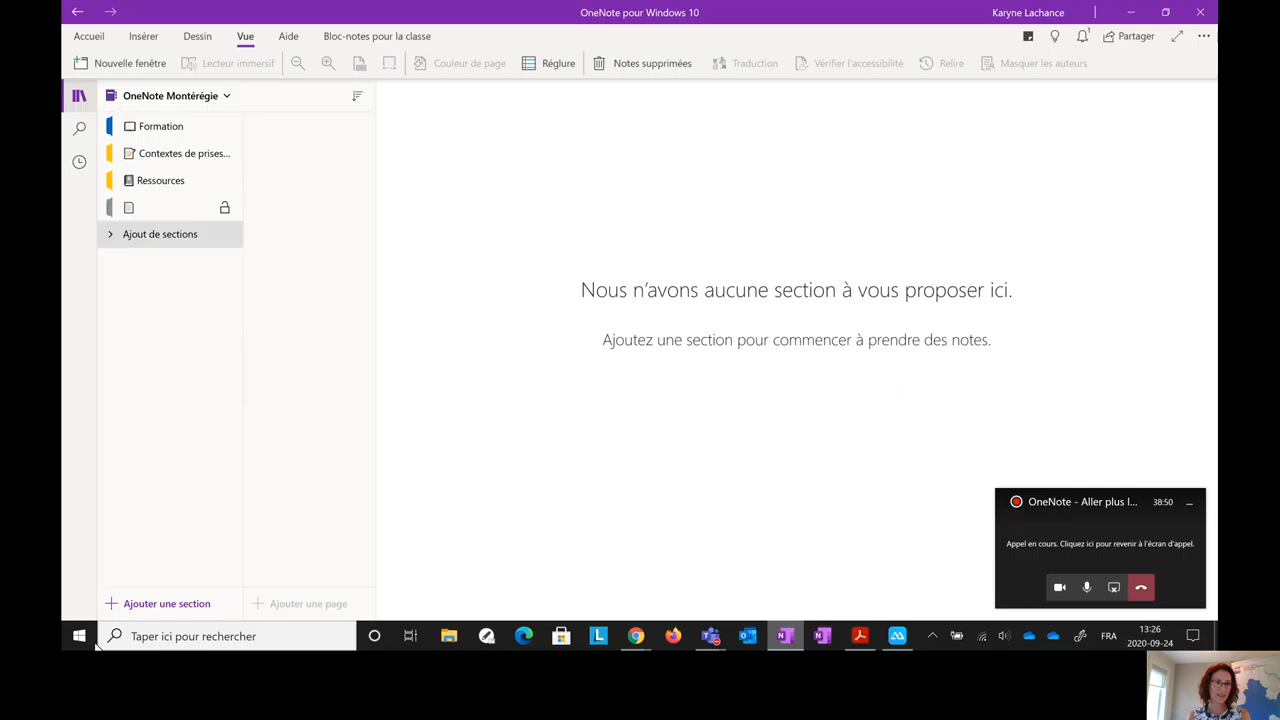 OneNote pour Windows 10
Karyne Lachance
Accueil Insérer Dessin Vue Aide Bloc-notes pour la classe
Partager
Nouvelle fenêtre Lecteur immersif Couleur de page Réglure Notes supprimées Traduction Vérifier l'accessibilité Relire Masquer les auteurs
OneNote Montérégie
Formation
Contextes de prises...
Ressources
Ajout de sections
Nous n'avons aucune section à vous proposer ici.
Ajoutez une section pour commencer à prendre des notes.
OneNote - Aller plus l... 38:50
Appel en cours. Cliquez ici pour revenir à l'écran d'appel.
Ajouter une section Ajouter une page
Taper ici pour rechercher
FRA
13:26
2020-09-24